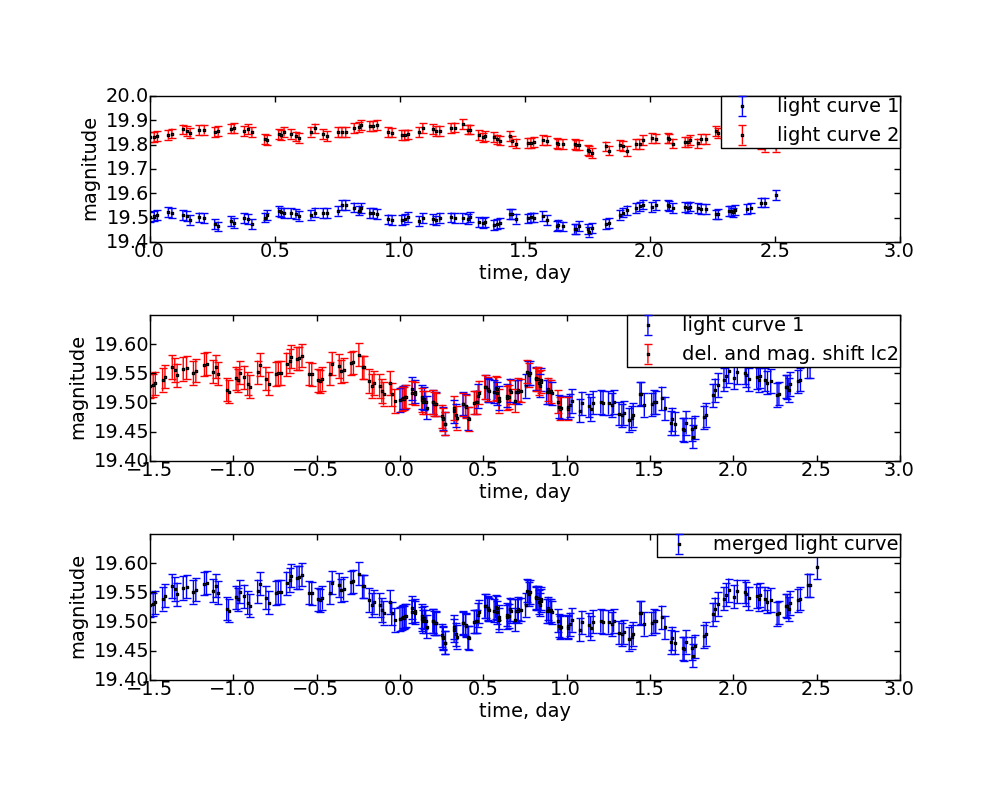 20.0
19.9
19.8
19.7
19.6
19.5
19.4
magnitude
light curve 1
light curve 2
0.0 0.5 1.0 1.5 2.0 2.5 3.0
time, day
19.60
19.55
19.50
19.45
19.40
magnitude
light curve 1
del. and mag. shift lc2
−1.5 −1.0 −0.5 0.0 0.5 1.0 1.5 2.0 2.5 3.0
time, day
19.60
19.55
19.50
19.45
19.40
magnitude
merged light curve
−1.5 −1.0 −0.5 0.0 0.5 1.0 1.5 2.0 2.5 3.0
time, day